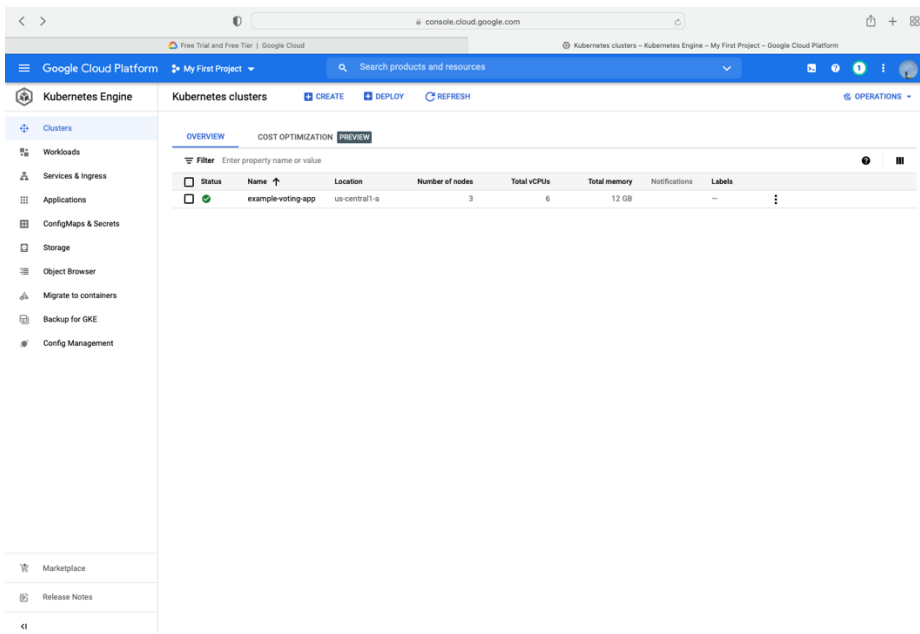 console.cloud.google.com
Free Trial and Free Tier | Google Cloud
Kubernetes clusters – Kubernetes Engine – My First Project – Google Cloud Platform
Google Cloud Platform My First Project Search products and resources 1
Kubernetes Engine Kubernetes clusters CREATE DEPLOY REFRESH OPERATIONS
Clusters
Workloads
Services & Ingress
Applications
ConfigMaps & Secrets
Storage
Object Browser
Migrate to containers
Backup for GKE
Config Management
OVERVIEW COST OPTIMIZATION PREVIEW
Filter Enter property name or value
Status Name Location Number of nodes Total vCPUs Total memory Notifications Labels
example-voting-app us-central1-a 3 6 12 GB –
Marketplace
Release Notes